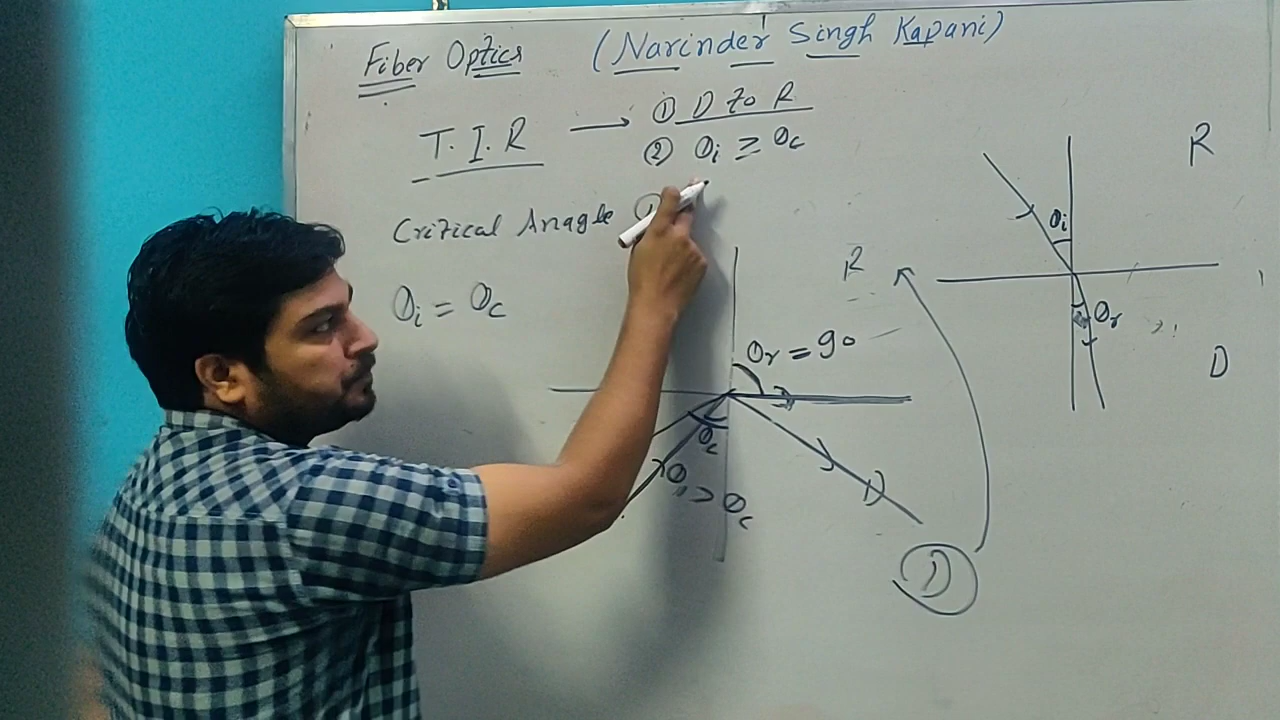 Fiber Optics (Narinder Singh Kapani)
T.I.R → ① D to R
② θi ≥ θc
Critical Anagle
θi = θc
R
θr = 90
θc
θi > θc
D
D
R
θi
θr
D